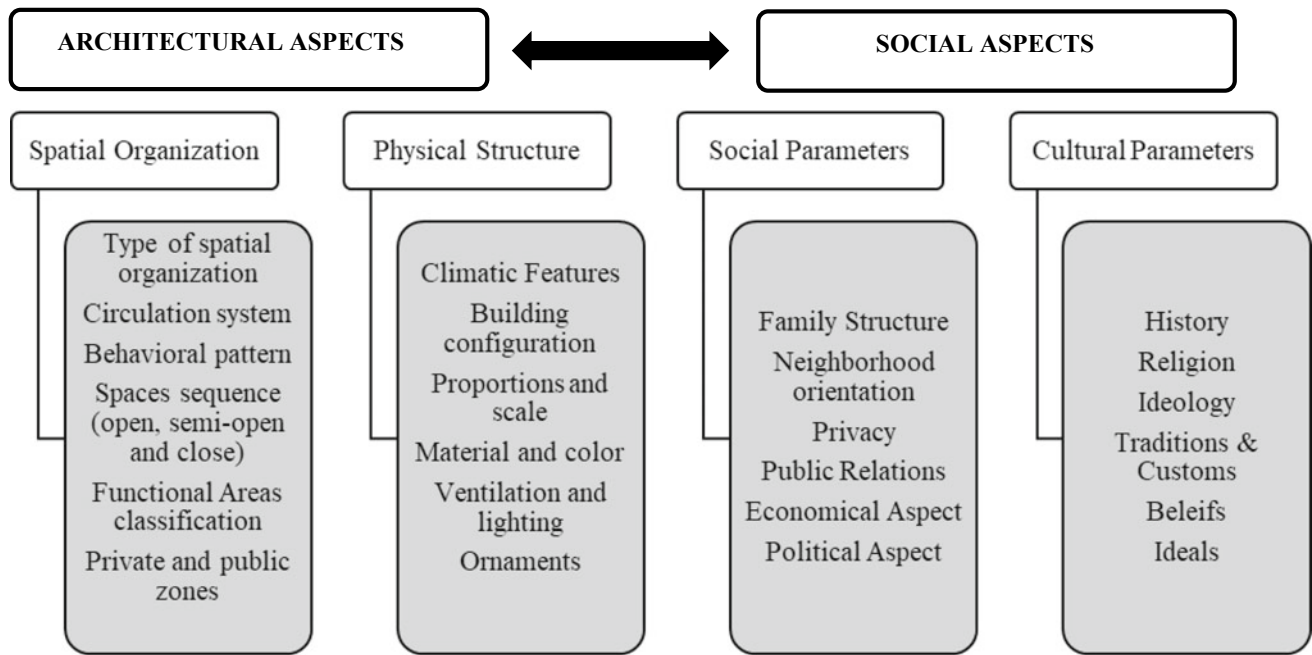 ARCHITECTURAL ASPECTS
SOCIAL ASPECTS
Spatial Organization
Type of spatial
organization
Circulation system
Behavioral pattern
Spaces sequence
(open, semi-open
and close)
Functional Areas
classification
Private and public
zones
Physical Structure
Climatic Features
Building
configuration
Proportions and
scale
Material and color
Ventilation and
lighting
Ornaments
Social Parameters
Family Structure
Neighborhood
orientation
Privacy
Public Relations
Economical Aspect
Political Aspect
Cultural Parameters
History
Religion
Ideology
Traditions &
Customs
Beleifs
Ideals